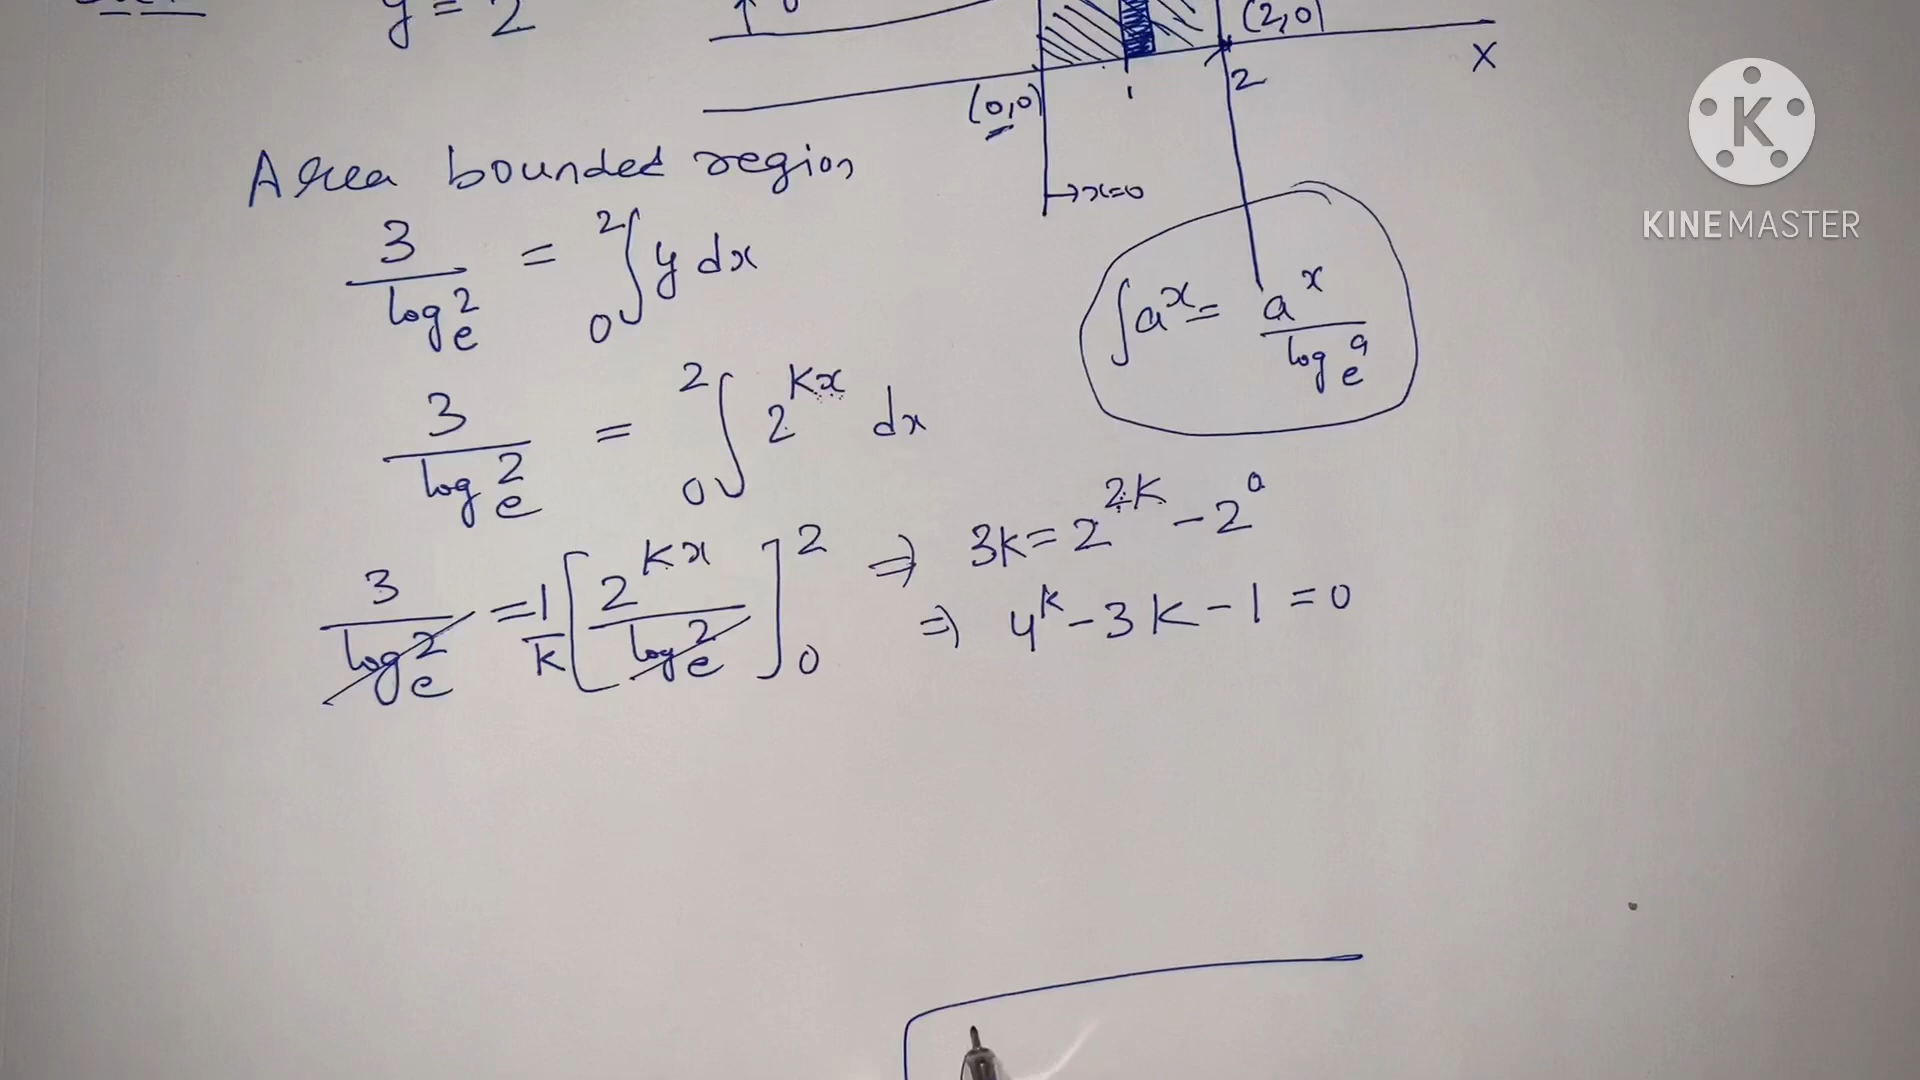 y = 2
(2,0)
X
2
1
(0,0)
→x=0
K
KINEMASTER
Area bounded region
3/log_e^2 = ∫_0^2 y dx
∫a^x = a^x/log_e^a
3/log_e^2 = ∫_0^2 2^{Kx} dx
3/log_e^2 = 1/K [2^{Kx}/log_e^2]_0^2 ⇒ 3k = 2^{2K} - 2^0
⇒ 4^k - 3K - 1 = 0